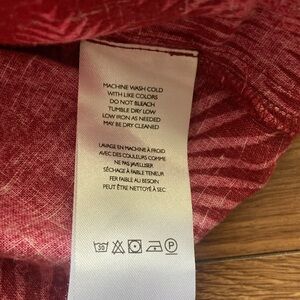 MACHINE WASH COLD
WITH LIKE COLORS
DO NOT BLEACH
TUMBLE DRY LOW
LOW IRON AS NEEDED
MAY BE DRY CLEANED
LAVAGE EN MACHINE À FROID
AVEC DES COULEURS COMME
NE PAS JAVELLISER
SÉCHAGE À FAIBLE TENEUR
FER FAIBLE AU BESOIN
PEUT ÊTRE NETTOYÉ À SEC
30 P